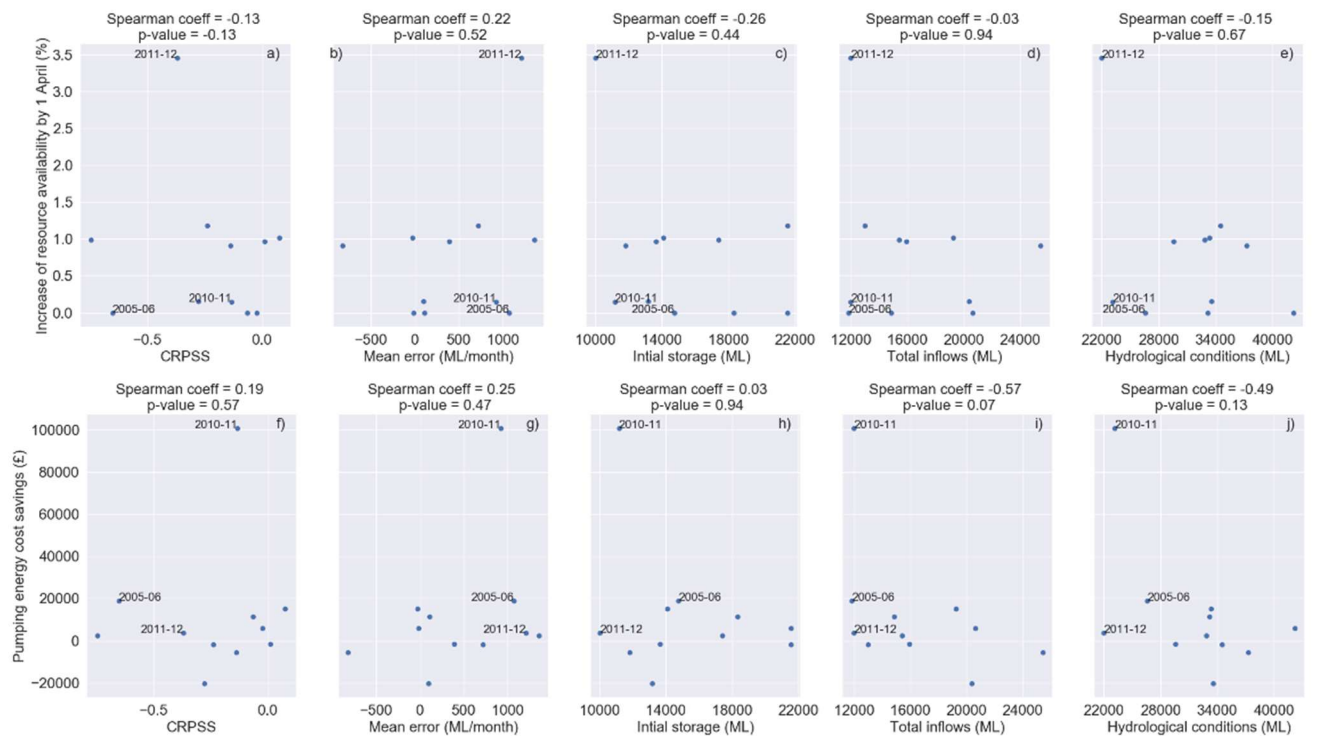 Spearman coeff = -0.13
p-value = -0.13
Spearman coeff = 0.22
p-value = 0.52
Spearman coeff = -0.26
p-value = 0.44
Spearman coeff = -0.03
p-value = 0.94
Spearman coeff = -0.15
p-value = 0.67
Increase of resource availability by 1 April (%)
3.5
3.0
2.5
2.0
1.5
1.0
0.5
0.0
2011-12
a)
2010-11
2005-06
−0.5
0.0
CRPSS
b)
2011-12
2010-11
2005-06
−500
0
500
1000
Mean error (ML/month)
2011-12
c)
2010-11
2005-06
10000
14000
18000
22000
Intial storage (ML)
2011-12
d)
2010-11
2005-06
12000
16000
20000
24000
Total inflows (ML)
2011-12
e)
2010-11
2005-06
22000
28000
34000
40000
Hydrological conditions (ML)
Spearman coeff = 0.19
p-value = 0.57
Spearman coeff = 0.25
p-value = 0.47
Spearman coeff = 0.03
p-value = 0.94
Spearman coeff = -0.57
p-value = 0.07
Spearman coeff = -0.49
p-value = 0.13
Pumping energy cost savings (£)
100000
80000
60000
40000
20000
0
−20000
2010-11
f)
2005-06
2011-12
−0.5
0.0
CRPSS
2010-11
g)
2005-06
2011-12
−500
0
500
1000
Mean error (ML/month)
2010-11
h)
2005-06
2011-12
10000
14000
18000
22000
Intial storage (ML)
2010-11
i)
2005-06
2011-12
12000
16000
20000
24000
Total inflows (ML)
2010-11
j)
2005-06
2011-12
22000
28000
34000
40000
Hydrological conditions (ML)